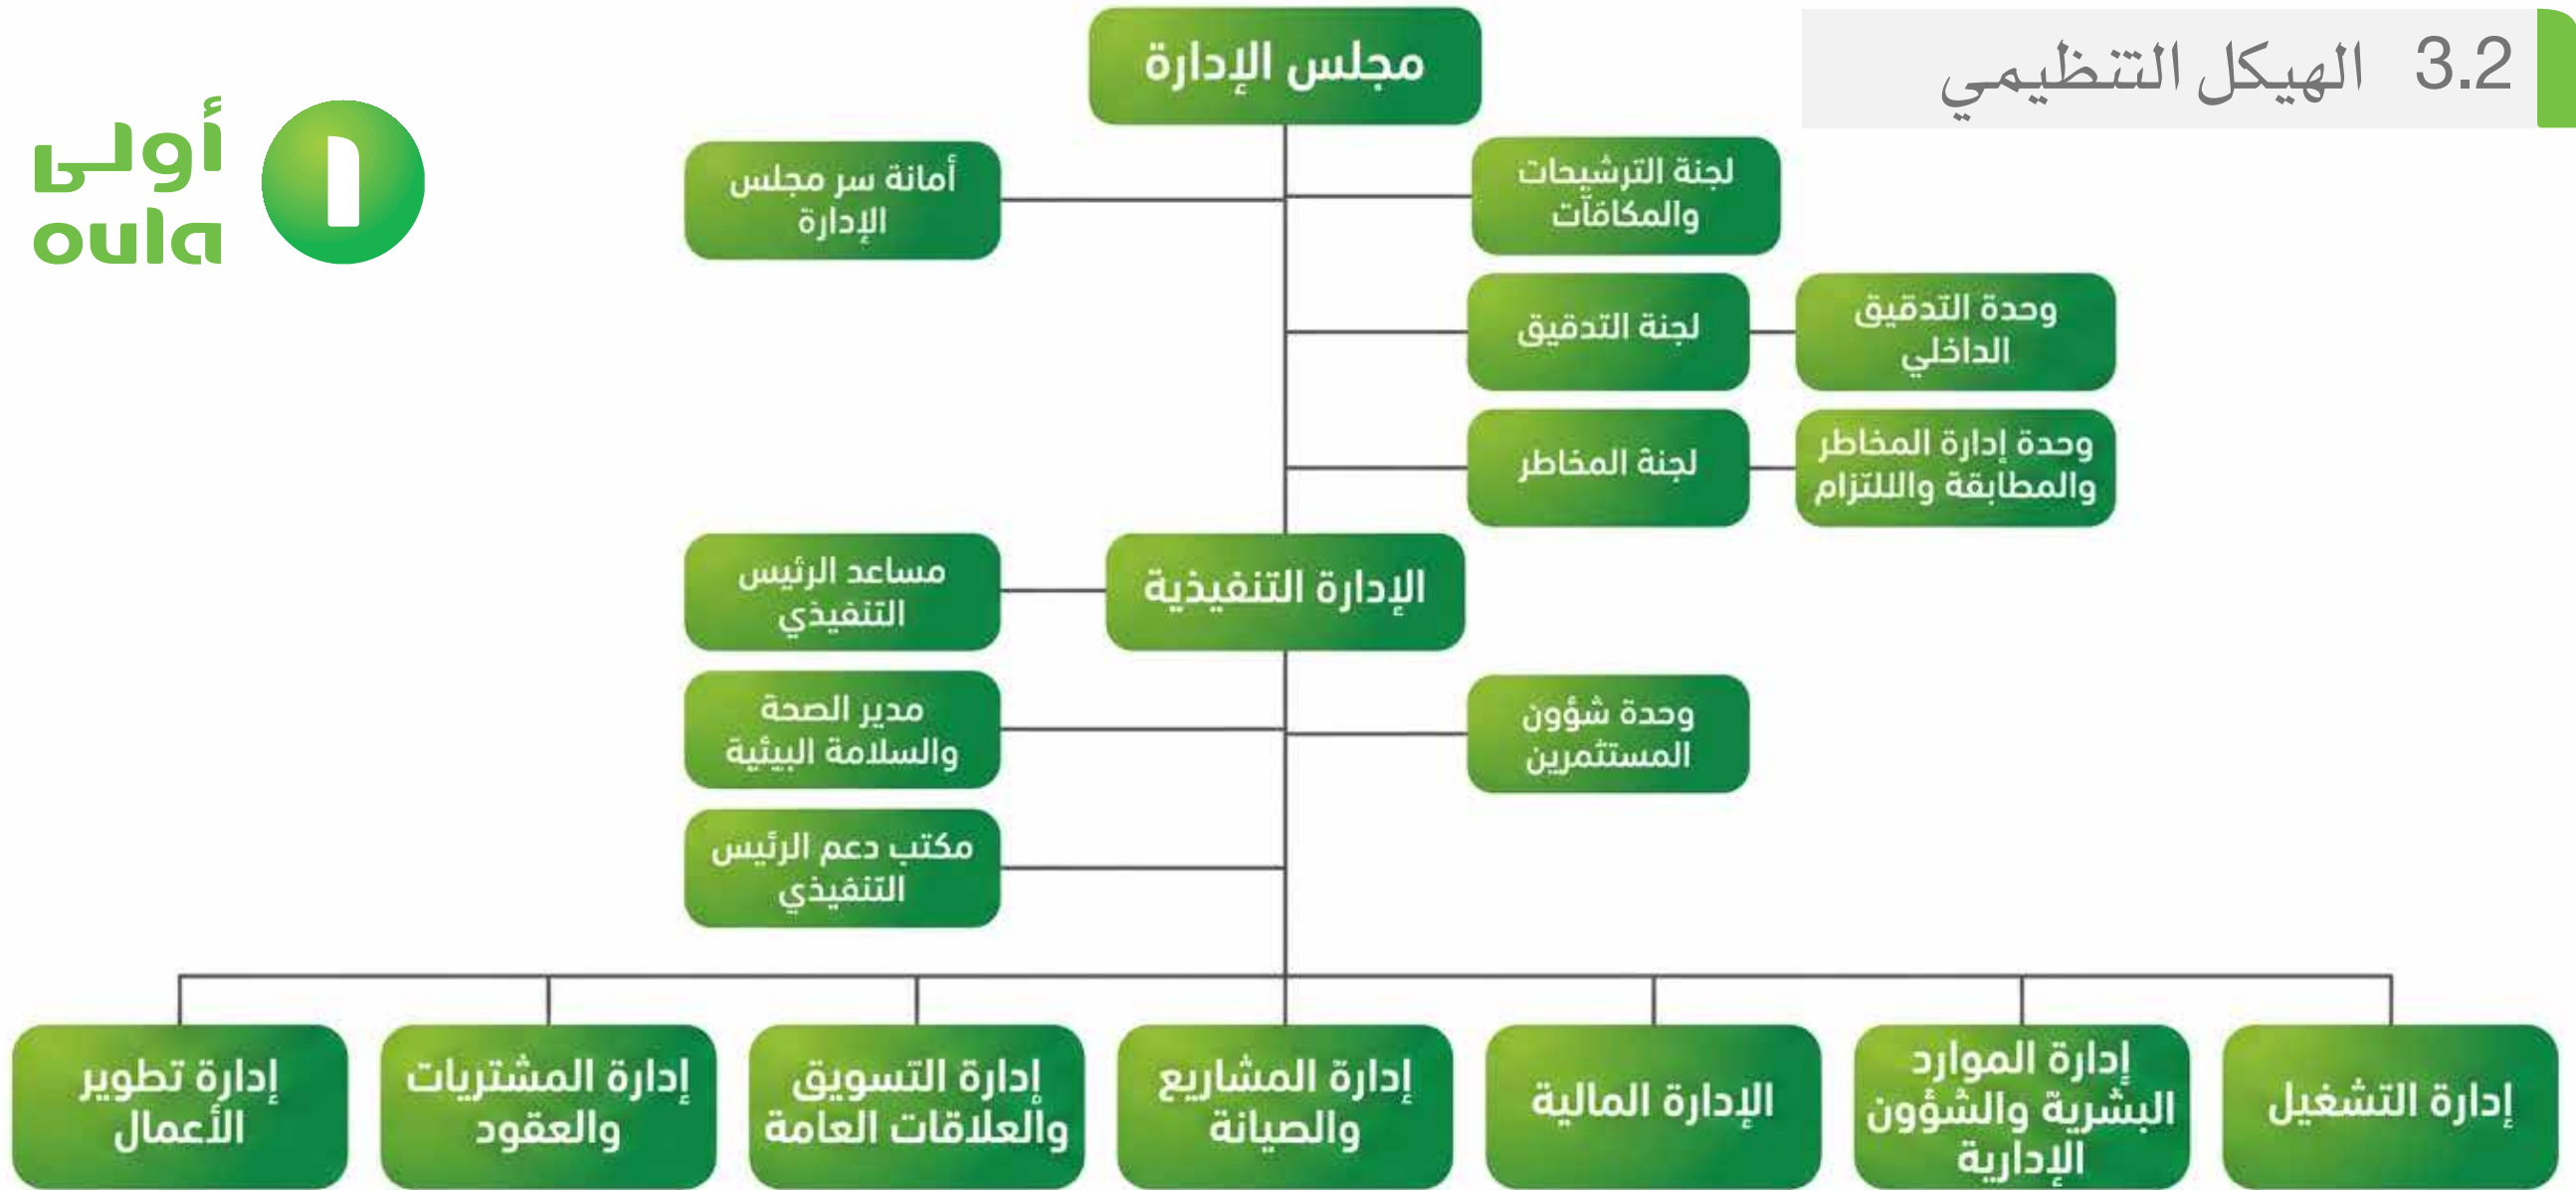 3.2 الهيكل التنظيمي
أولى
oula
مجلس الإدارة
لجنة الترشيحات
والمكافآت
أمانة سر مجلس
الإدارة
وحدة التدقيق
الداخلي
لجنة التدقيق
وحدة إدارة المخاطر
والمطابقة والالتزام
لجنة المخاطر
الإدارة التنفيذية
مساعد الرئيس
التنفيذي
وحدة شؤون
المستثمرين
مدير الصحة
والسلامة البيئية
مكتب دعم الرئيس
التنفيذي
إدارة التشغيل
إدارة الموارد
البشرية والشؤون
الإدارية
الإدارة المالية
إدارة المشاريع
والصيانة
إدارة التسويق
والعلاقات العامة
إدارة المشتريات
والعقود
إدارة تطوير
الأعمال